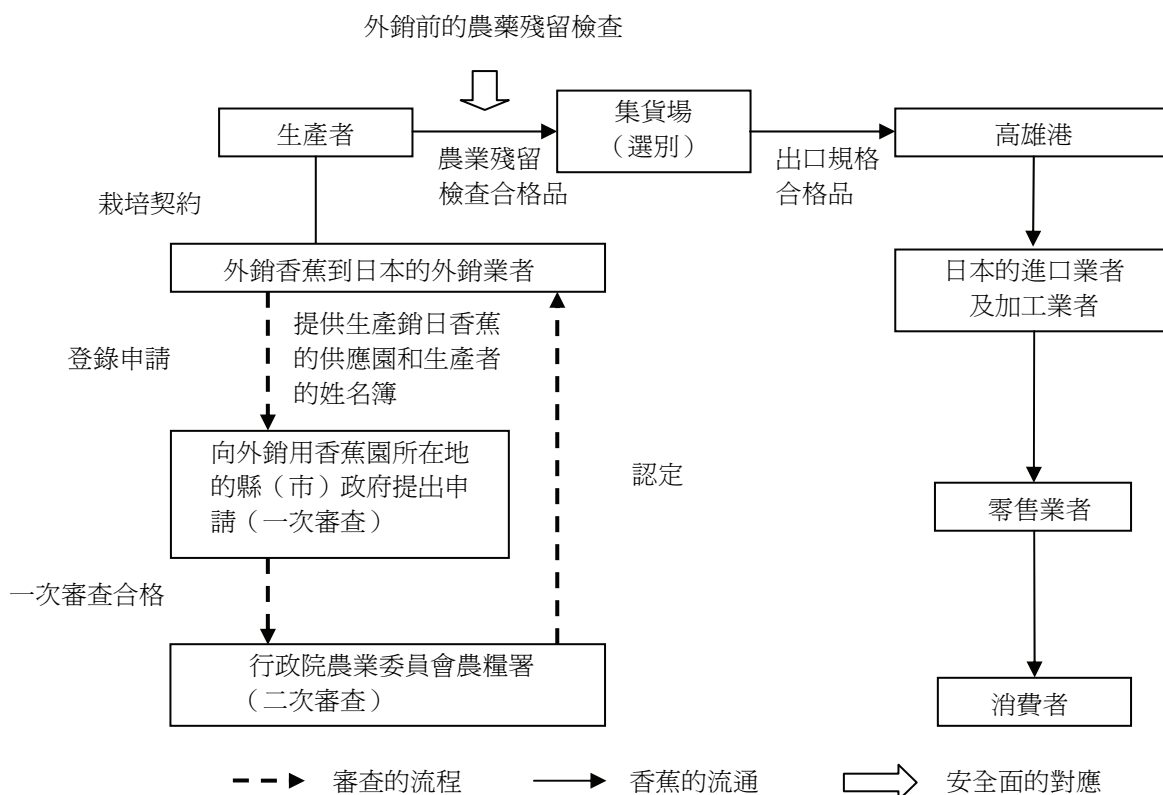 外銷前的農藥殘留檢查
生產者
集貨場
（選別）
高雄港
農業殘留
檢查合格品
出口規格
合格品
栽培契約
外銷香蕉到日本的外銷業者
日本的進口業者
及加工業者
登錄申請
提供生產銷日香蕉
的供應園和生產者
的姓名簿
向外銷用香蕉園所在地
的縣（市）政府提出申
請（一次審查）
認定
零售業者
一次審查合格
行政院農業委員會農糧署
（二次審查）
消費者
審查的流程
香蕉的流通
安全面的對應